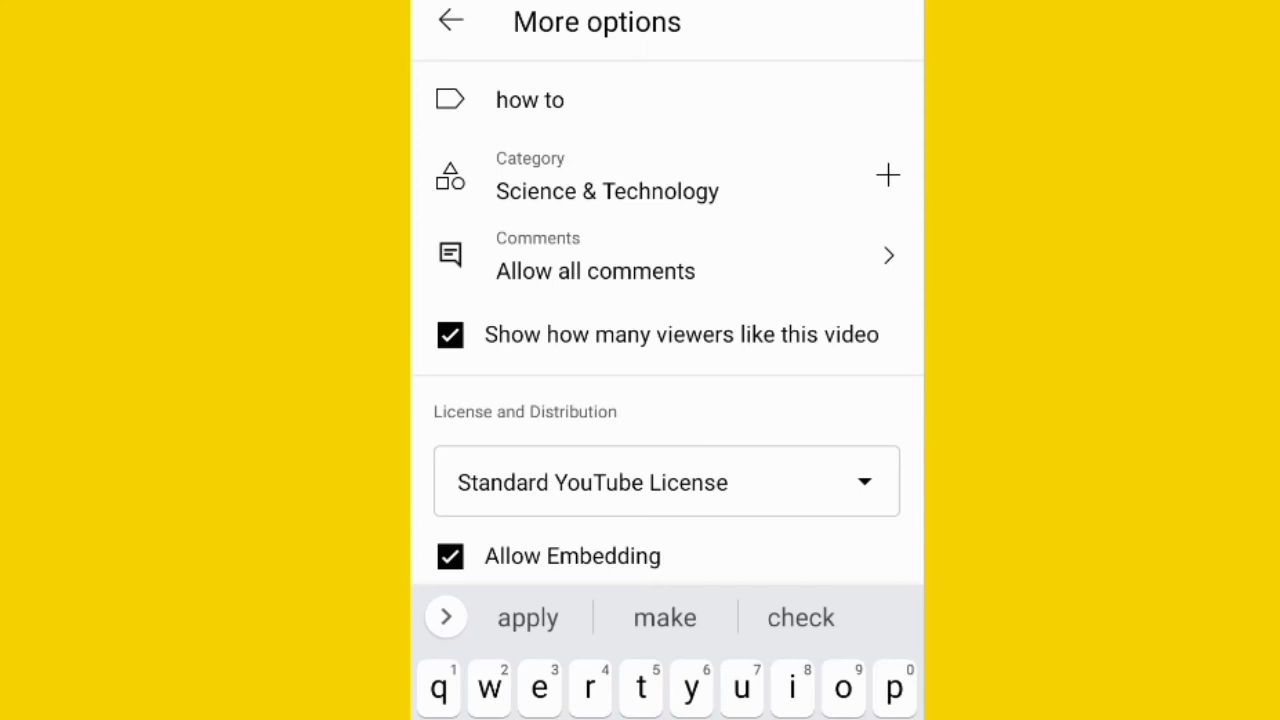 More options
how to
Category
Science & Technology
Comments
Allow all comments
Show how many viewers like this video
License and Distribution
Standard YouTube License
Allow Embedding
apply make check
1 2 3 4 5 6 7 8 9 0
q w e r t y u i o p